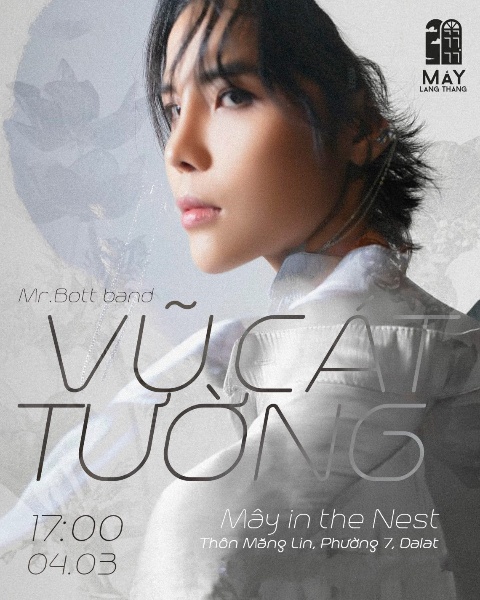 MÂY
LANG THANG
Mr.Bott band
VŨ CÁT
TƯỜNG
17:00
04.03
Mây in the Nest
Thôn Măng Lin, Phường 7, Dalat